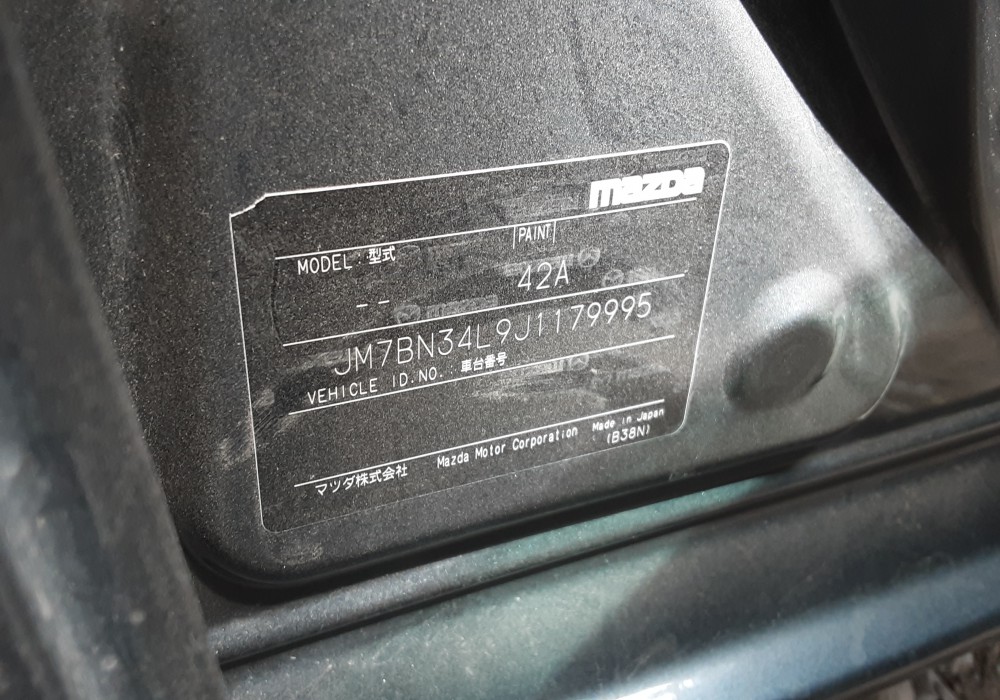 mazda
MODEL 型式 PAINT
-- 42A
JM7BN34L9J1179995
VEHICLE ID.NO. 車台番号
マツダ株式会社 Mazda Motor Corporation Made in Japan
(B38N)